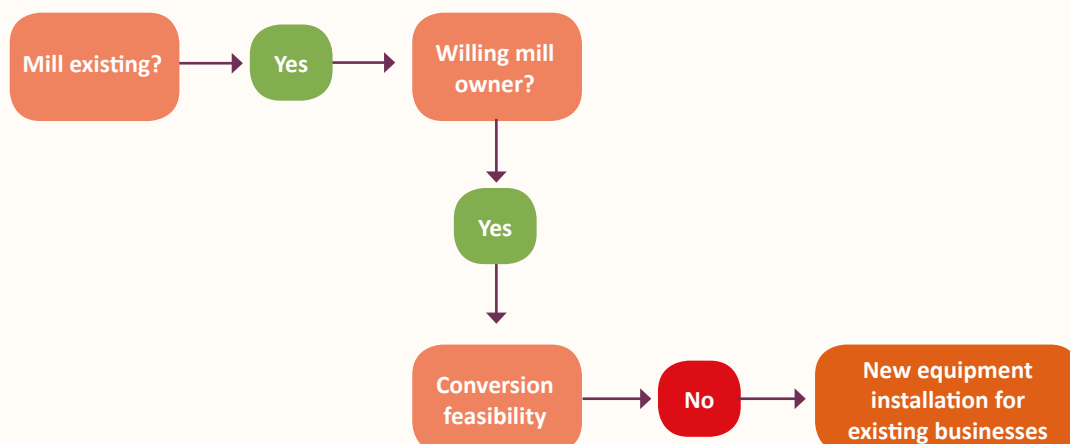 Mill existing?
Yes
Willing mill
owner?
Yes
Conversion
feasibility
No
New equipment
installation for
existing businesses